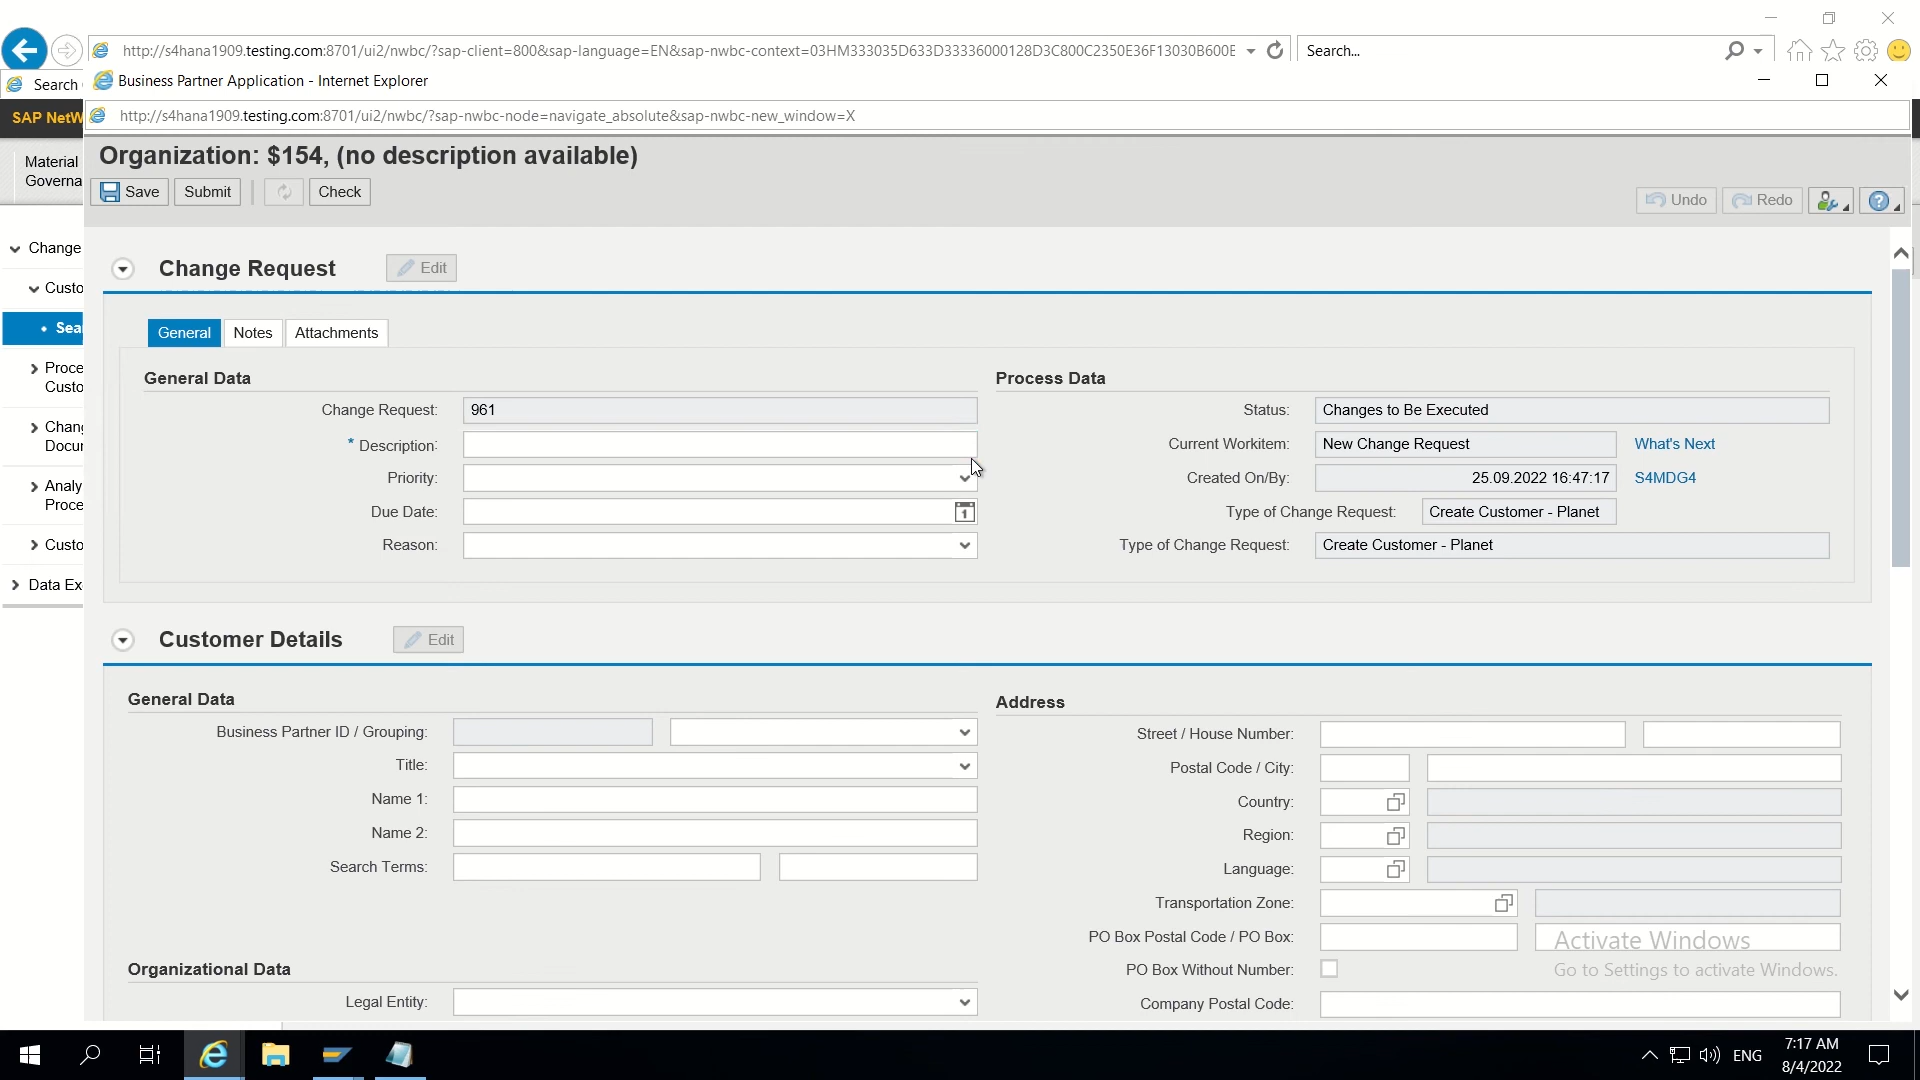 http://s4hana1909.testing.com:8701/ui2/nwbc/?sap-client=800&sap-language=EN&sap-nwbc-context=03HM333035D633D33336000128D3C800C2350E36F13030B600E
Search...
Search
Business Partner Application - Internet Explorer
SAP NetW
http://s4hana1909.testing.com:8701/ui2/nwbc/?sap-nwbc-node=navigate_absolute&sap-nwbc-new_window=X
Material
Governa
Organization: $154, (no description available)
Save Submit Check
Undo Redo
Change
Custo
Sea
Proce
Custo
Chang
Docun
Analy
Proce
Custo
Data Ex
Change Request Edit
General Notes Attachments
General Data
Change Request: 961
* Description:
Priority:
Due Date: 1
Reason:
Process Data
Status: Changes to Be Executed
Current Workitem: New Change Request What's Next
Created On/By: 25.09.2022 16:47:17 S4MDG4
Type of Change Request: Create Customer - Planet
Type of Change Request: Create Customer - Planet
Customer Details Edit
General Data
Business Partner ID / Grouping:
Title:
Name 1:
Name 2:
Search Terms:
Organizational Data
Legal Entity:
Address
Street / House Number:
Postal Code / City:
Country:
Region:
Language:
Transportation Zone:
PO Box Postal Code / PO Box:
PO Box Without Number:
Company Postal Code:
Activate Windows
Go to Settings to activate Windows.
ENG
7:17 AM
8/4/2022